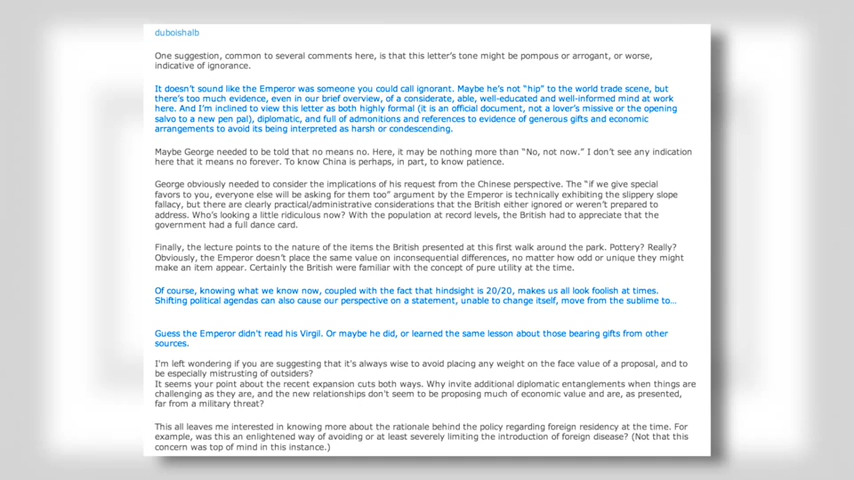 duboishalb
One suggestion, common to several comments here, is that this letter's tone might be pompous or arrogant, or worse,
indicative of ignorance.
It doesn't sound like the Emperor was someone you could call ignorant. Maybe he's not "hip" to the world trade scene, but
there's too much evidence, even in our brief overview, of a considerate, able, well-educated and well-informed mind at work
here. And I'm inclined to view this letter as both highly formal (it is an official document, not a lover's missive or the opening
salvo to a new pen pal), diplomatic, and full of admonitions and references to evidence of generous gifts and economic
arrangements to avoid its being interpreted as harsh or condescending.
Maybe George needed to be told that no means no. Here, it may be nothing more than "No, not now." I don't see any indication
here that it means no forever. To know China is perhaps, in part, to know patience.
George obviously needed to consider the implications of his request from the Chinese perspective. The "if we give special
favors to you, everyone else will be asking for them too" argument by the Emperor is technically exhibiting the slippery slope
fallacy, but there are clearly practical/administrative considerations that the British either ignored or weren't prepared to
address. Who's looking a little ridiculous now? With the population at record levels, the British had to appreciate that the
government had a full dance card.
Finally, the lecture points to the nature of the items the British presented at this first walk around the park. Pottery? Really?
Obviously, the Emperor doesn't place the same value on inconsequential differences, no matter how odd or unique they might
make an item appear. Certainly the British were familiar with the concept of pure utility at the time.
Of course, knowing what we know now, coupled with the fact that hindsight is 20/20, makes us all look foolish at times.
Shifting political agendas can also cause our perspective on a statement, unable to change itself, move from the sublime to...
Guess the Emperor didn't read his Virgil. Or maybe he did, or learned the same lesson about those bearing gifts from other
sources.
I'm left wondering if you are suggesting that it's always wise to avoid placing any weight on the face value of a proposal, and to
be especially mistrusting of outsiders?
It seems your point about the recent expansion cuts both ways. Why invite additional diplomatic entanglements when things are
challenging as they are, and the new relationships don't seem to be proposing much of economic value and are, as presented,
far from a military threat?
This all leaves me interested in knowing more about the rationale behind the policy regarding foreign residency at the time. For
example, was this an enlightened way of avoiding or at least severely limiting the introduction of foreign disease? (Not that this
concern was top of mind in this instance.)